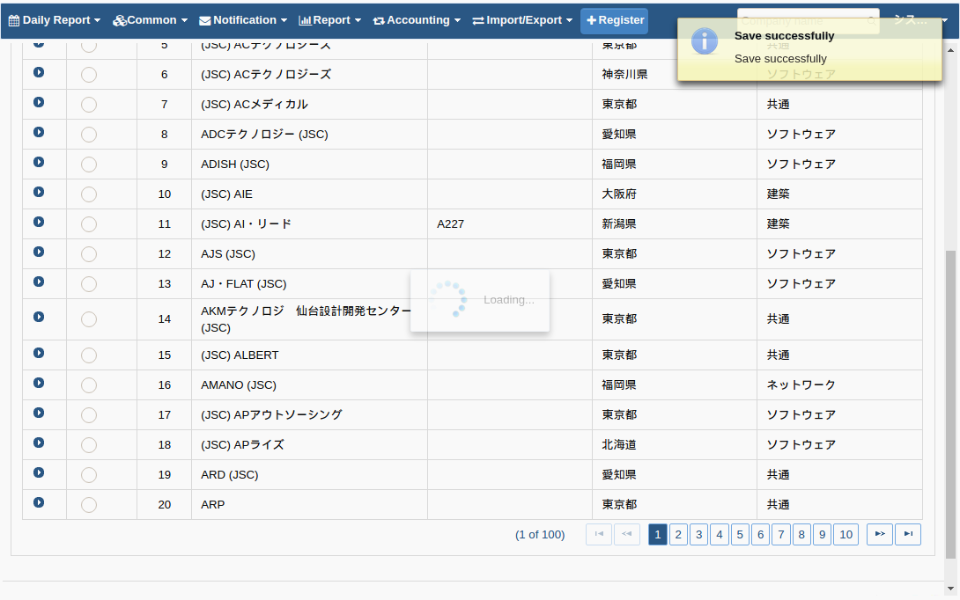 Daily Report Common Notification Report Accounting Import/Export Register Company name シス...
Save successfully
Save successfully
5 (JSC) ACテクノロジーズ 東京都 共通
6 (JSC) ACテクノロジーズ 神奈川県 ソフトウェア
7 (JSC) ACメディカル 東京都 共通
8 ADCテクノロジー (JSC) 愛知県 ソフトウェア
9 ADISH (JSC) 福岡県 ソフトウェア
10 (JSC) AIE 大阪府 建築
11 (JSC) AI・リード A227 新潟県 建築
12 AJS (JSC) 東京都 ソフトウェア
13 AJ・FLAT (JSC) 愛知県 ソフトウェア
Loading...
14 AKMテクノロジ　仙台設計開発センター (JSC) 東京都 共通
15 (JSC) ALBERT 東京都 共通
16 AMANO (JSC) 福岡県 ネットワーク
17 (JSC) APアウトソーシング 東京都 ソフトウェア
18 (JSC) APライズ 北海道 ソフトウェア
19 ARD (JSC) 愛知県 共通
20 ARP 東京都 共通
(1 of 100) 1 2 3 4 5 6 7 8 9 10